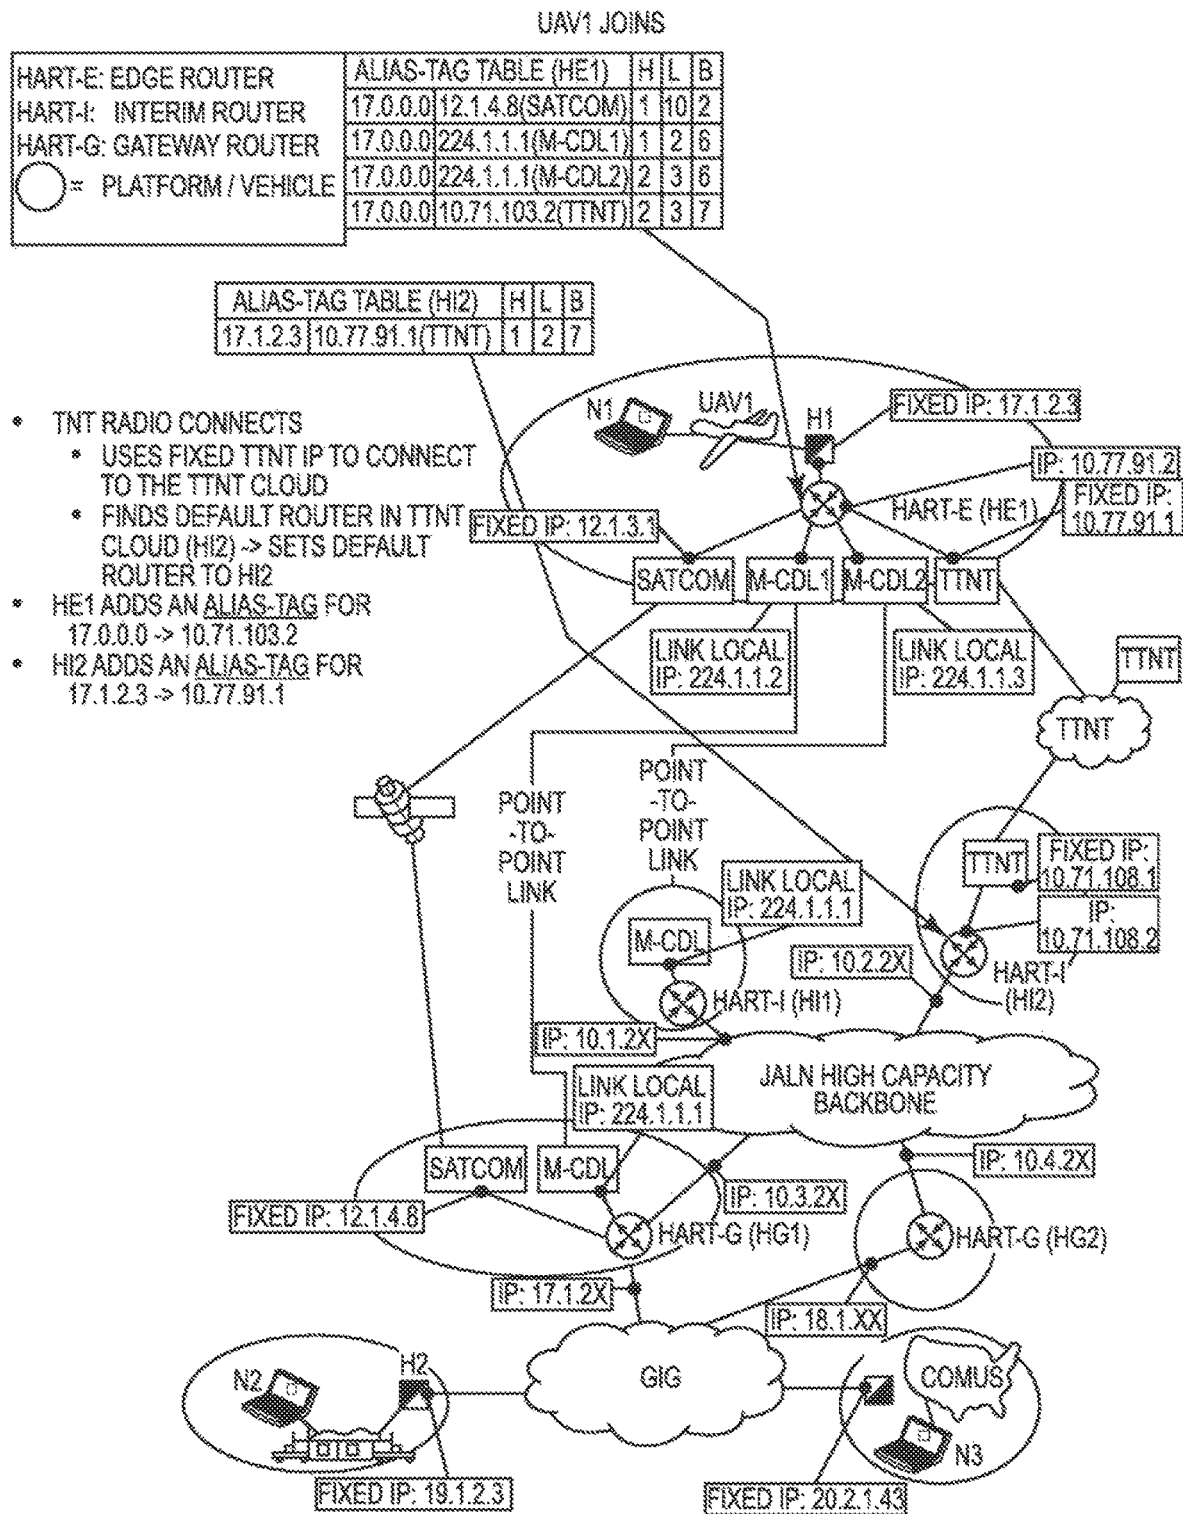 UAV1 JOINS
HART-E: EDGE ROUTER
HART-I: INTERIM ROUTER
HART-G: GATEWAY ROUTER
= PLATFORM / VEHICLE
ALIAS-TAG TABLE (HE1) H L B
17.0.0.0 12.1.4.8(SATCOM) 1 10 2
17.0.0.0 224.1.1.1(M-CDL1) 1 2 6
17.0.0.0 224.1.1.1(M-CDL2) 2 3 6
17.0.0.0 10.71.103.2(TTNT) 2 3 7
ALIAS-TAG TABLE (HI2) H L B
17.1.2.3 10.77.91.1(TTNT) 1 2 7
• TNT RADIO CONNECTS
• USES FIXED TTNT IP TO CONNECT
TO THE TTNT CLOUD
• FINDS DEFAULT ROUTER IN TTNT
CLOUD (HI2) -> SETS DEFAULT
ROUTER TO HI2
• HE1 ADDS AN ALIAS-TAG FOR
17.0.0.0 -> 10.71.103.2
• HI2 ADDS AN ALIAS-TAG FOR
17.1.2.3 -> 10.77.91.1
N1
UAV1
H1
FIXED IP: 17.1.2.3
IP: 10.77.91.2
FIXED IP:
10.77.91.1
HART-E (HE1)
FIXED IP: 12.1.3.1
SATCOM
M-CDL1
M-CDL2
TTNT
LINK LOCAL
IP: 224.1.1.2
LINK LOCAL
IP: 224.1.1.3
TTNT
TTNT
POINT
-TO-
POINT
LINK
POINT
-TO-
POINT
LINK
TTNT
FIXED IP:
10.71.108.1
IP:
10.71.108.2
LINK LOCAL
IP: 224.1.1.1
M-CDL
IP: 10.2.2X
HART-I
(HI2)
HART-I (HI1)
IP: 10.1.2X
JALN HIGH CAPACITY
BACKBONE
LINK LOCAL
IP: 224.1.1.1
SATCOM
M-CDL
IP: 10.4.2X
IP: 10.3.2X
FIXED IP: 12.1.4.8
HART-G (HG1)
HART-G (HG2)
IP: 17.1.2X
IP: 18.1.XX
GIG
N2
H2
COMUS
N3
FIXED IP: 19.1.2.3
FIXED IP: 20.2.1.43